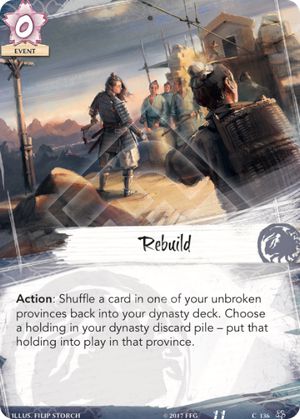 0
EVENT
Rebuild
Action: Shuffle a card in one of your unbroken
provinces back into your dynasty deck. Choose
a holding in your dynasty discard pile – put that
holding into play in that province.
ILLUS. FILIP STORCH © 2017 FFG 11 C 136